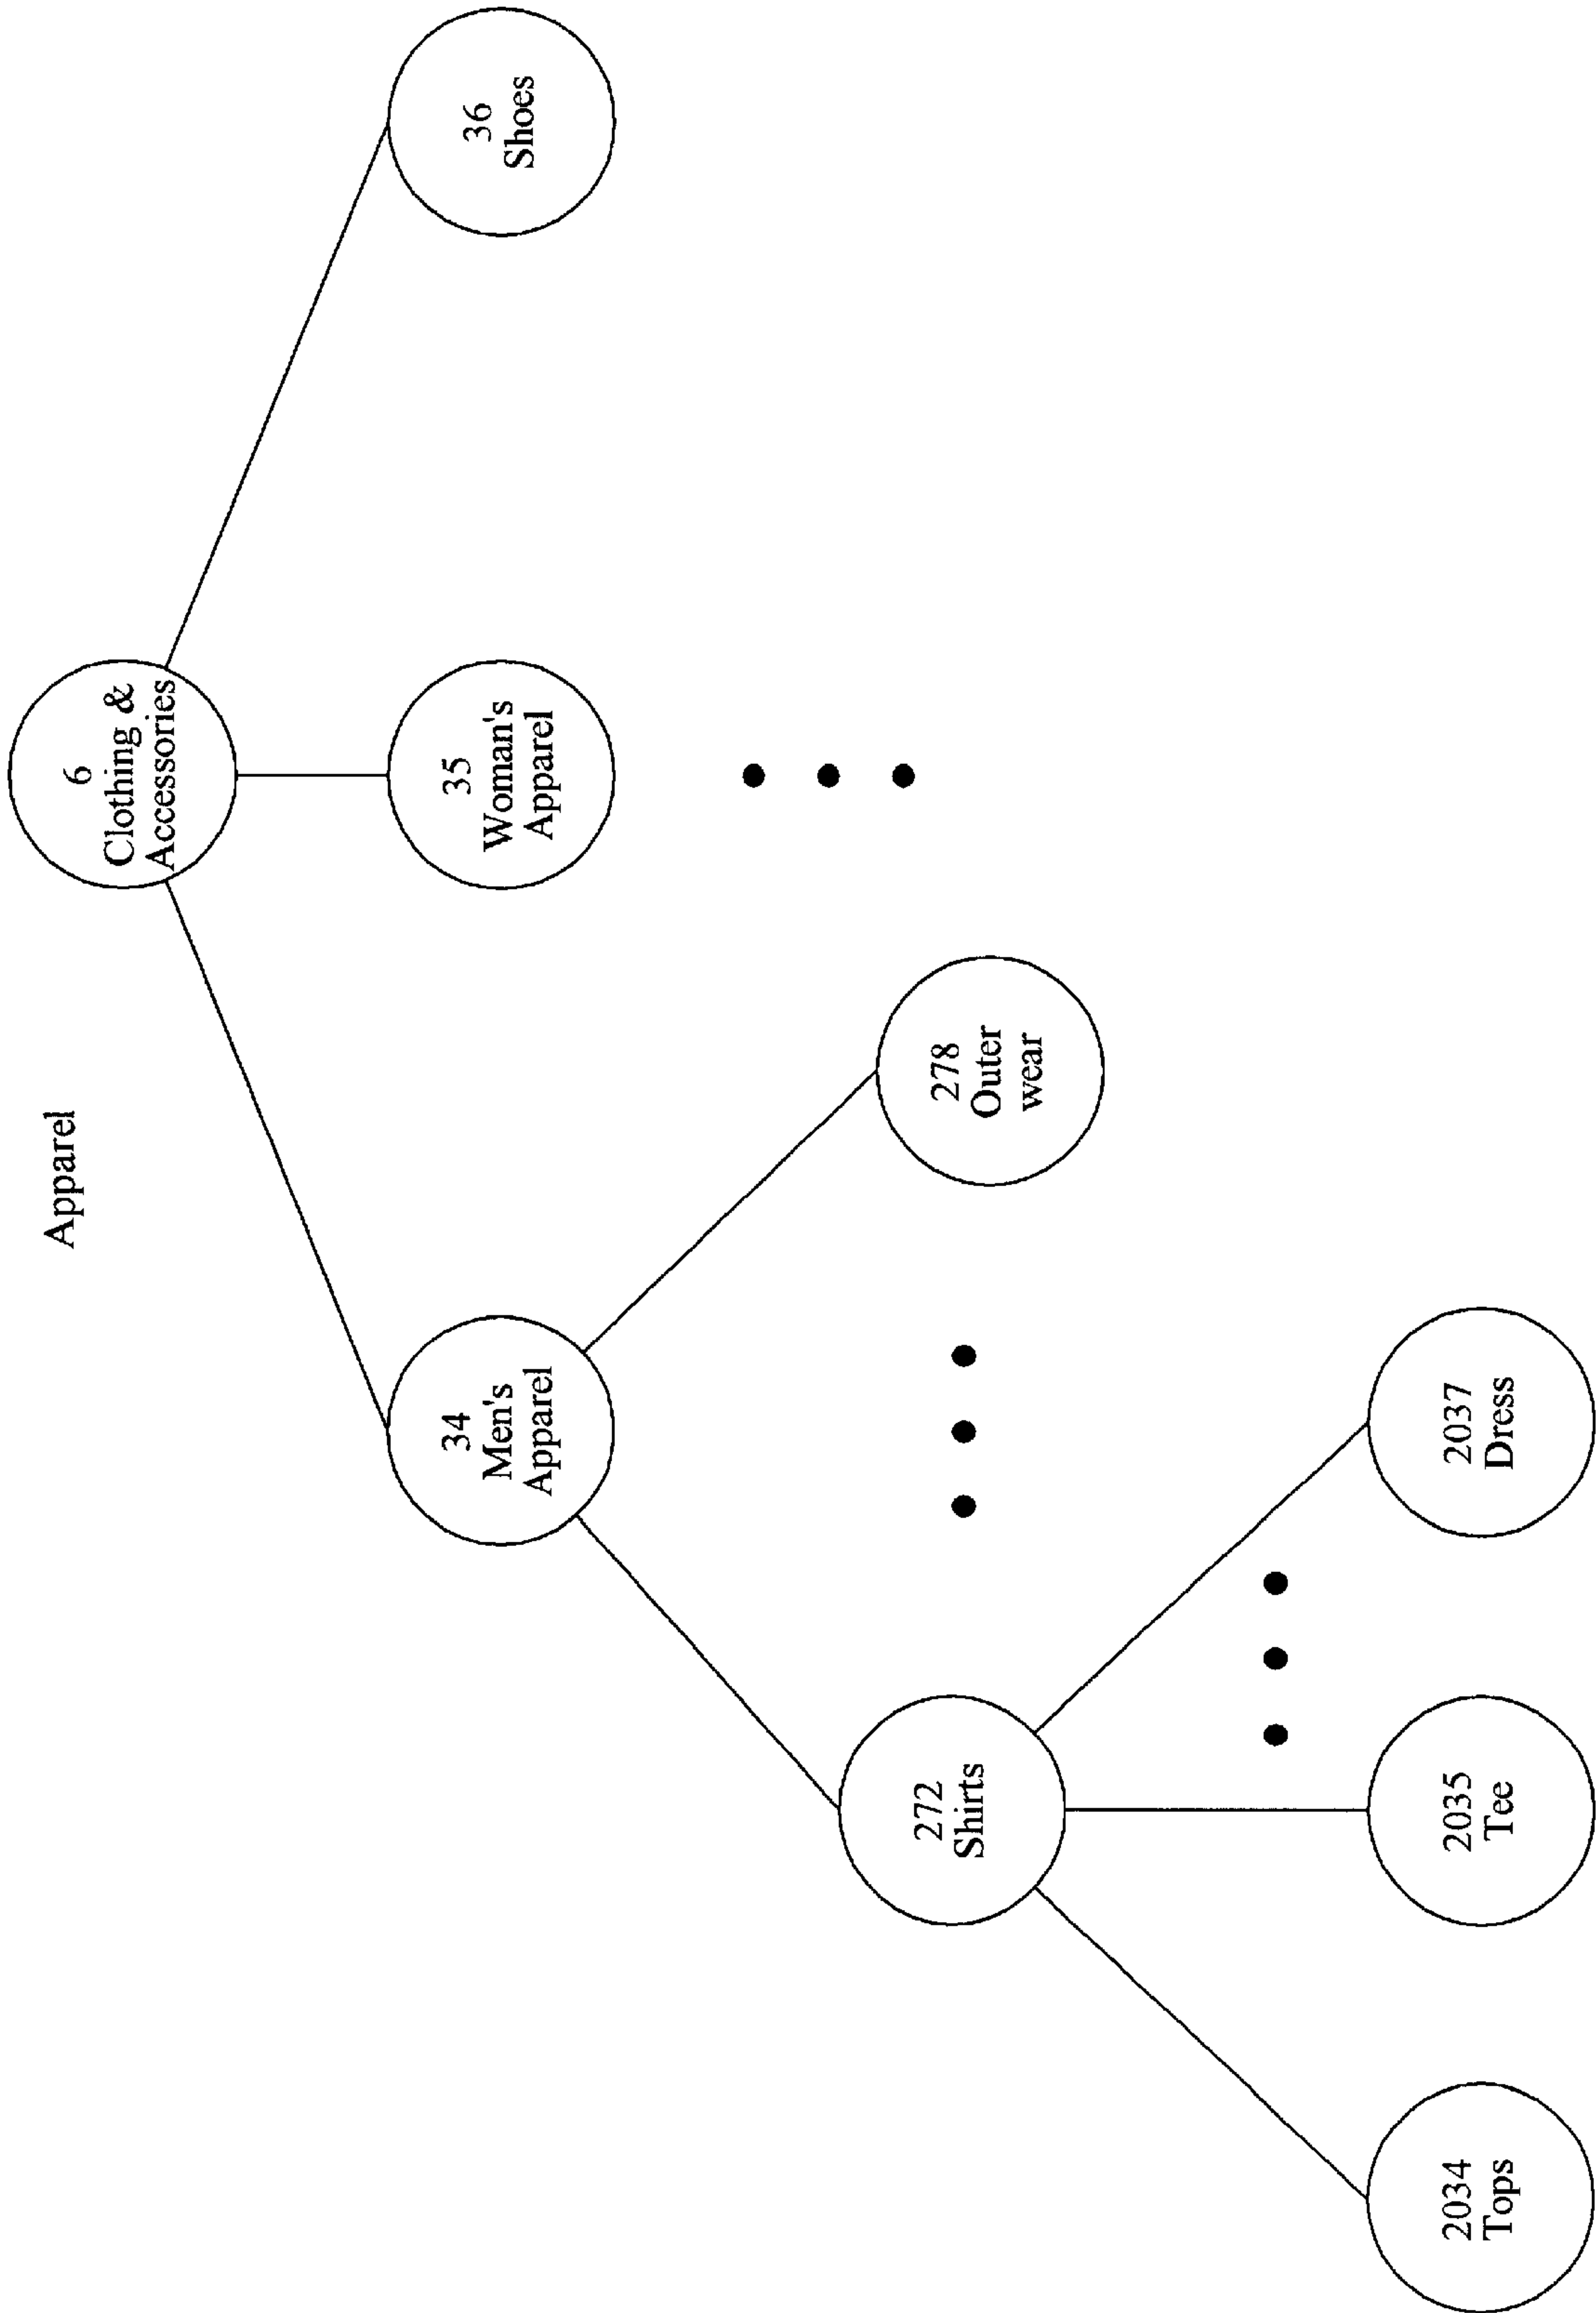 Apparel
6
Clothing &
Accessories
34
Men's
Apparel
35
Woman's
Apparel
36
Shoes
272
Shirts
278
Outer
wear
2034
Tops
2035
Tee
2037
Dress